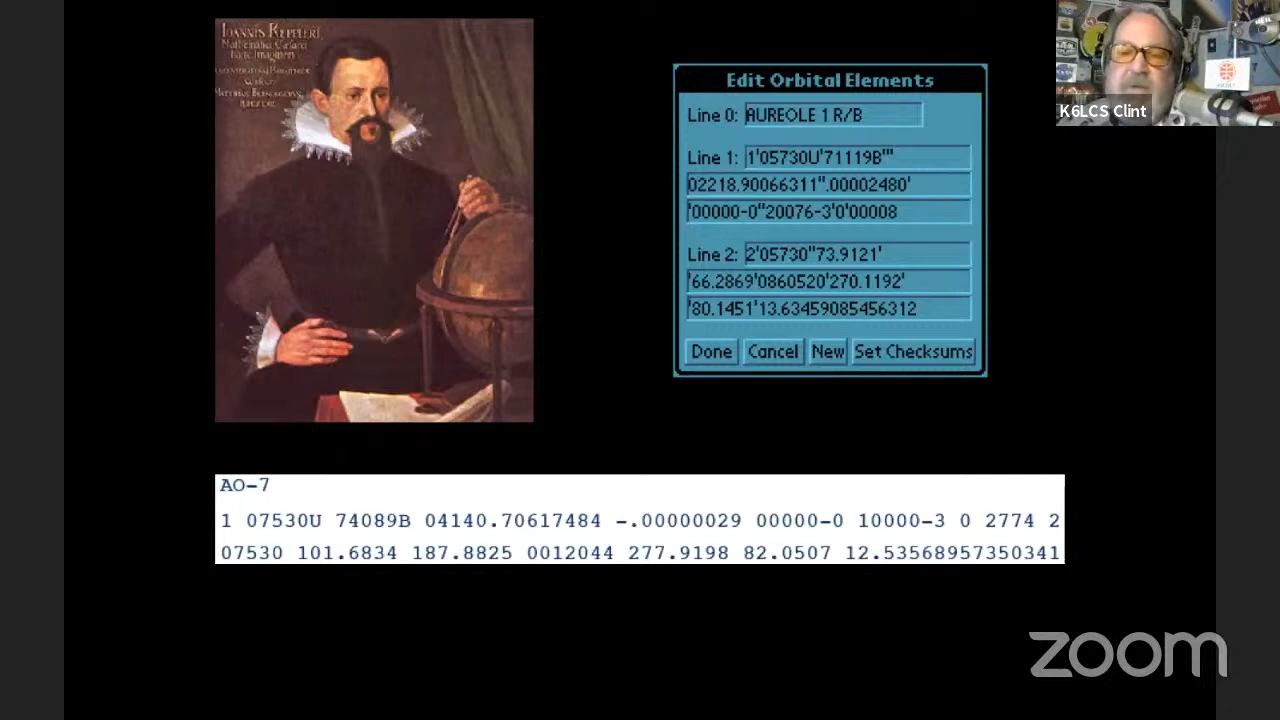 IOANNIS KEPPLERI,
Mathematici Cæsarei
Edit Orbital Elements
Line 0: AUREOLE 1 R/B
Line 1: 1'05730U'71119B'''
02218.90066311''.00002480'
'00000-0''20076-3'0'00008
Line 2: 2'05730''73.9121'
'66.2869'0860520'270.1192'
'80.1451'13.63459085456312
Done Cancel New Set Checksums
K6LCS Clint
AO-7
1 07530U 74089B 04140.70617484 -.00000029 00000-0 10000-3 0 2774 2
07530 101.6834 187.8825 0012044 277.9198 82.0507 12.53568957350341
zoom